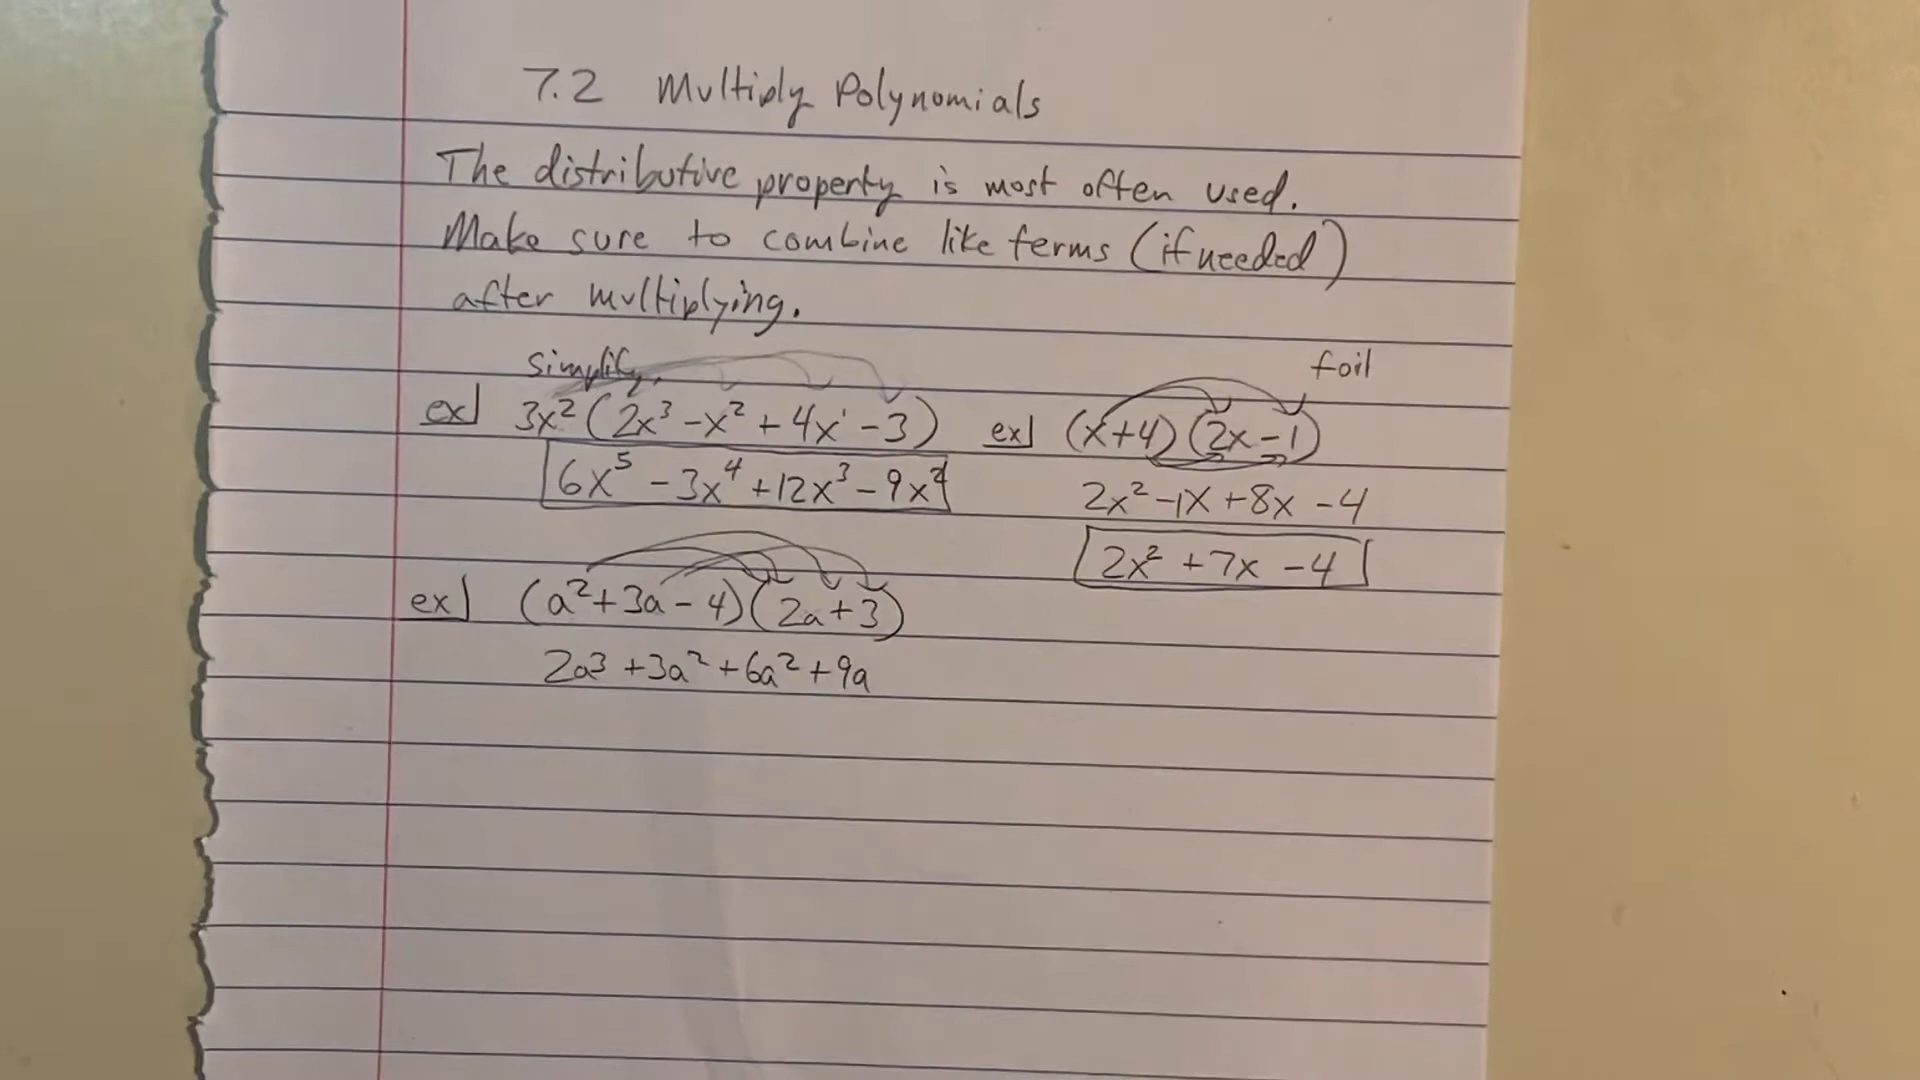 7.2 Multiply Polynomials
The distributive property is most often used.
Make sure to combine like terms (if needed)
after multiplying.
Simplify.
ex) 3x² (2x³ - x² + 4x¹ - 3)
6x⁵ - 3x⁴ + 12x³ - 9x²
foil
ex) (x+4)(2x-1)
2x² - 1x + 8x - 4
2x² + 7x - 4
ex) (a² + 3a - 4)(2a + 3)
2a³ + 3a² + 6a² + 9a